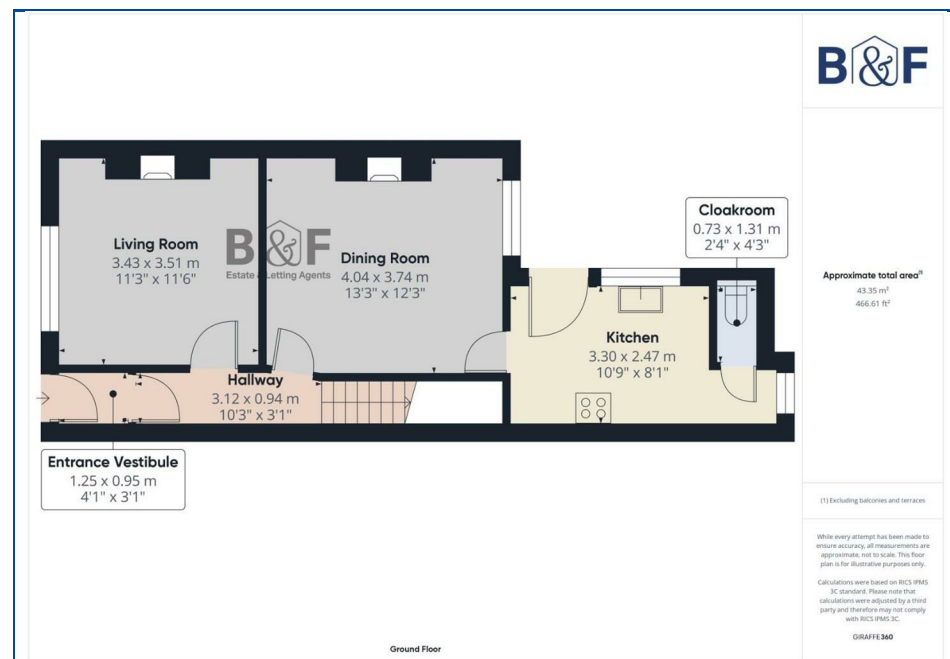 B&F
Approximate total area⁽¹⁾
43.35 m²
466.61 ft²
(1) Excluding balconies and terraces
While every attempt has been made to
ensure accuracy, all measurements are
approximate, not to scale. This floor
plan is for illustrative purposes only.
Calculations were based on RICS IPMS
3C standard. Please note that
calculations were adjusted by a third
party and therefore may not comply
with RICS IPMS 3C.
GIRAFFE360
Living Room
3.43 x 3.51 m
11'3" x 11'6"
B&F
Estate & Letting Agents
Dining Room
4.04 x 3.74 m
13'3" x 12'3"
Cloakroom
0.73 x 1.31 m
2'4" x 4'3"
Kitchen
3.30 x 2.47 m
10'9" x 8'1"
Hallway
3.12 x 0.94 m
10'3" x 3'1"
Entrance Vestibule
1.25 x 0.95 m
4'1" x 3'1"
Ground Floor